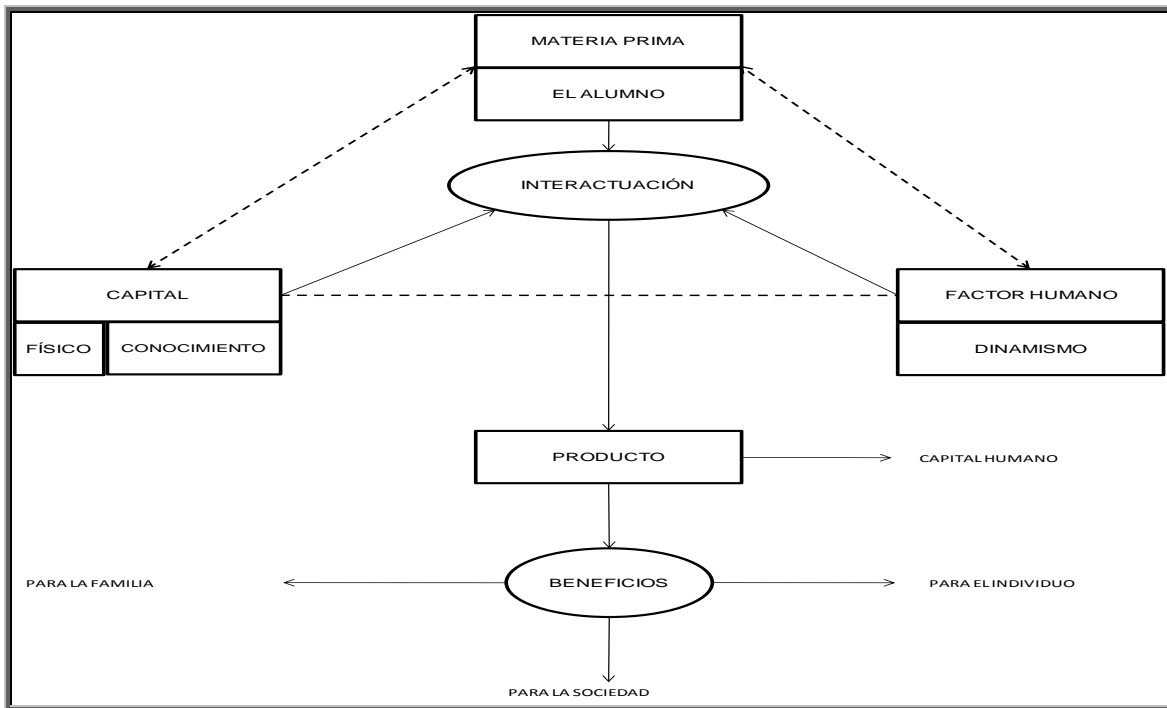 MATERIA PRIMA
EL ALUMNO
INTERACTUACIÓN
CAPITAL
FACTOR HUMANO
FÍSICO
CONOCIMIENTO
DINAMISMO
PRODUCTO
CAPITAL HUMANO
PARA LA FAMILIA
BENEFICIOS
PARA EL INDIVIDUO
PARA LA SOCIEDAD